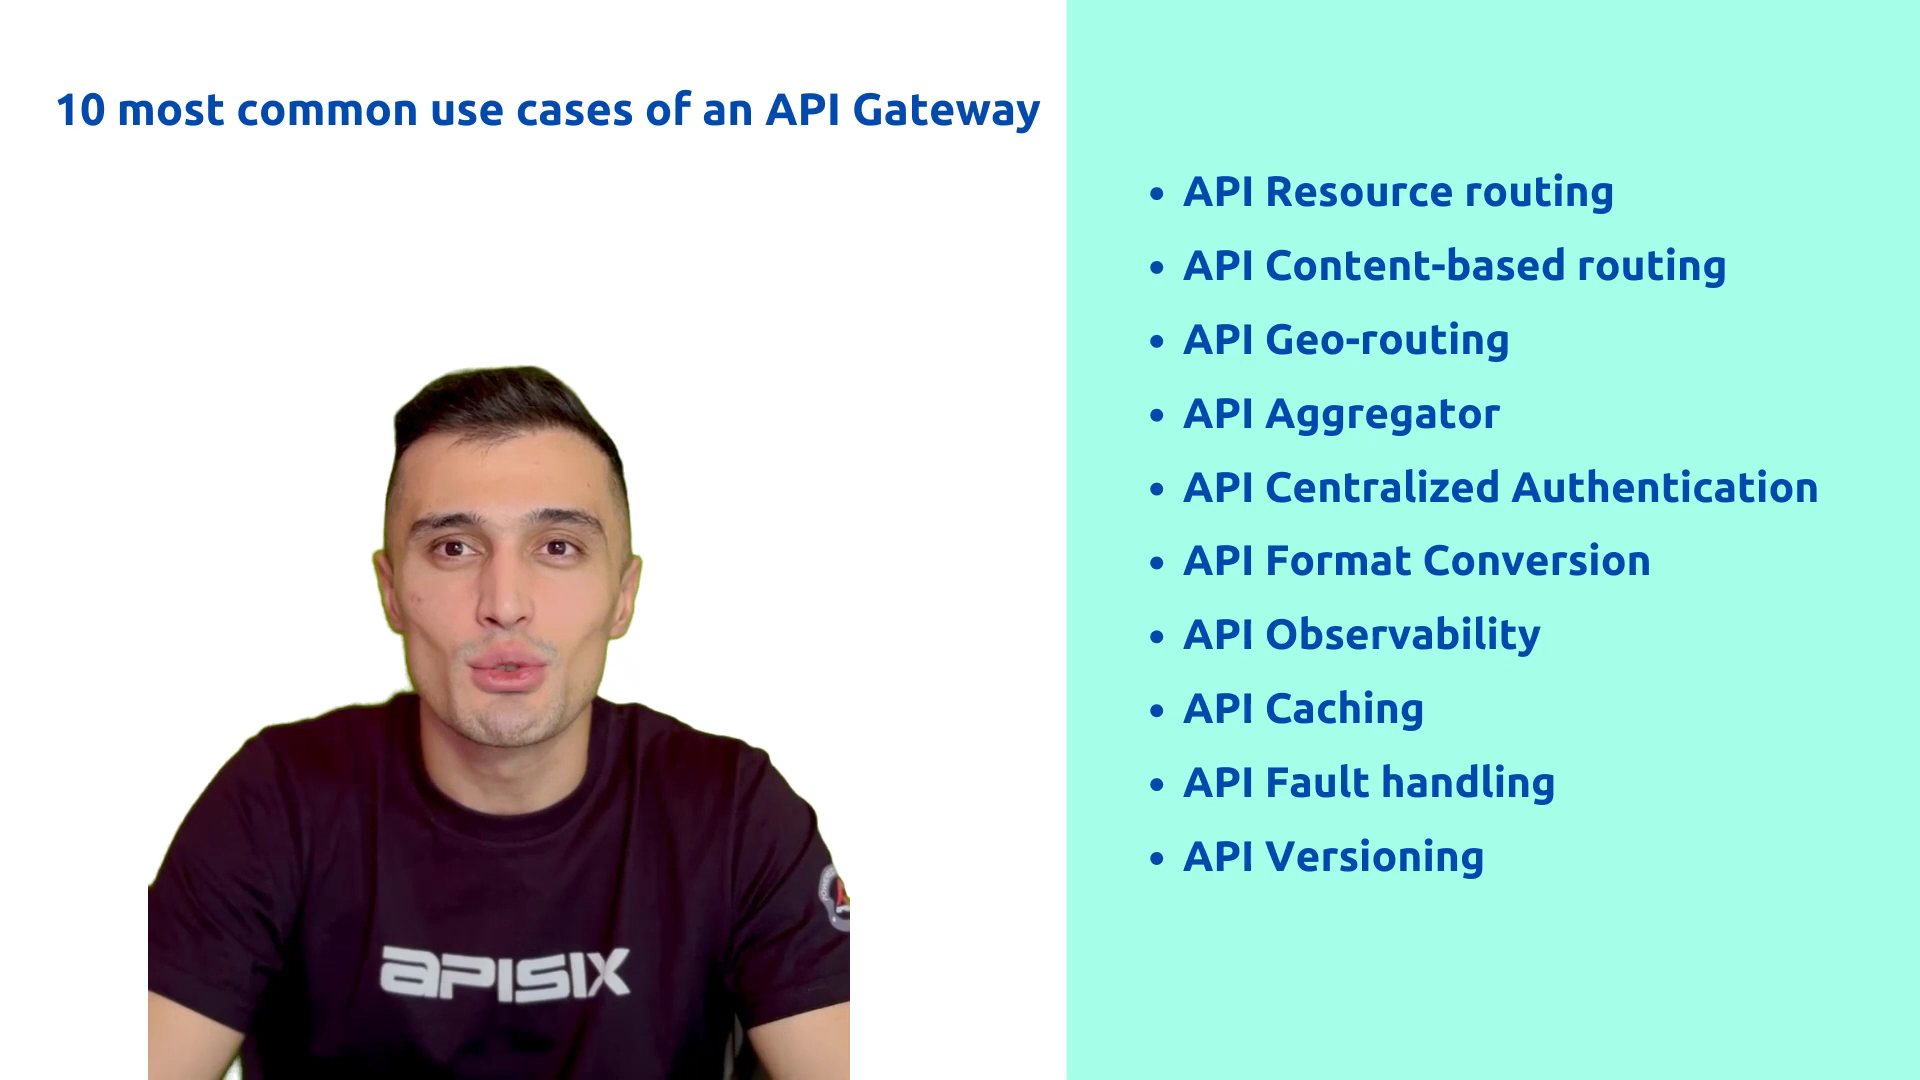 10 most common use cases of an API Gateway
• API Resource routing
• API Content-based routing
• API Geo-routing
• API Aggregator
• API Centralized Authentication
• API Format Conversion
• API Observability
• API Caching
• API Fault handling
• API Versioning
APISIX